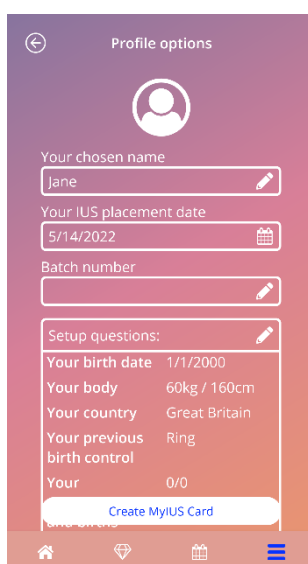 Profile options
Your chosen name
Jane
Your IUS placement date
5/14/2022
Batch number
Setup questions:
Your birth date 1/1/2000
Your body 60kg / 160cm
Your country Great Britain
Your previous Ring
birth control
Your 0/0
Create MyIUS Card
and births